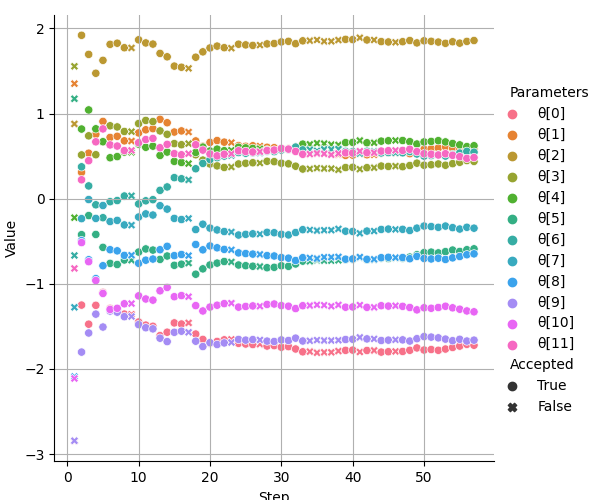 2
1
0
−1
−2
−3
Value
0
10
20
30
40
50
Step
Parameters
θ[0]
θ[1]
θ[2]
θ[3]
θ[4]
θ[5]
θ[6]
θ[7]
θ[8]
θ[9]
θ[10]
θ[11]
Accepted
True
False